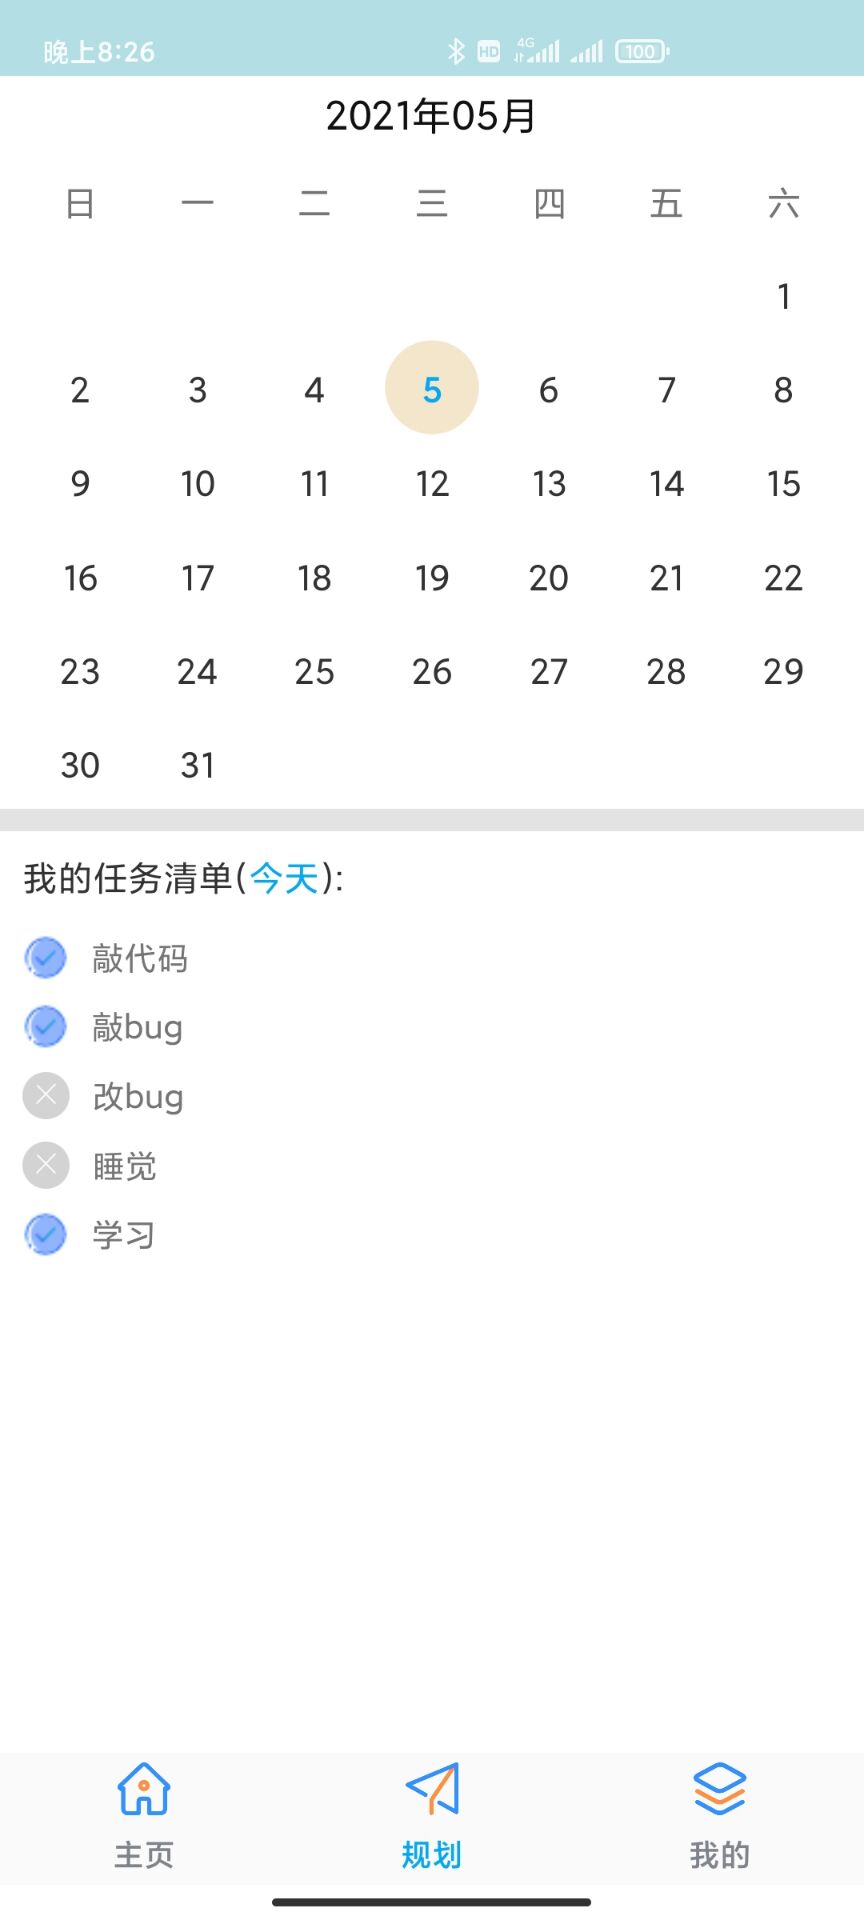 晚上8:26 HD 4G 100
2021年05月
日 一 二 三 四 五 六
1
2 3 4 5 6 7 8
9 10 11 12 13 14 15
16 17 18 19 20 21 22
23 24 25 26 27 28 29
30 31
我的任务清单(今天):
敲代码
敲bug
改bug
睡觉
学习
主页 规划 我的